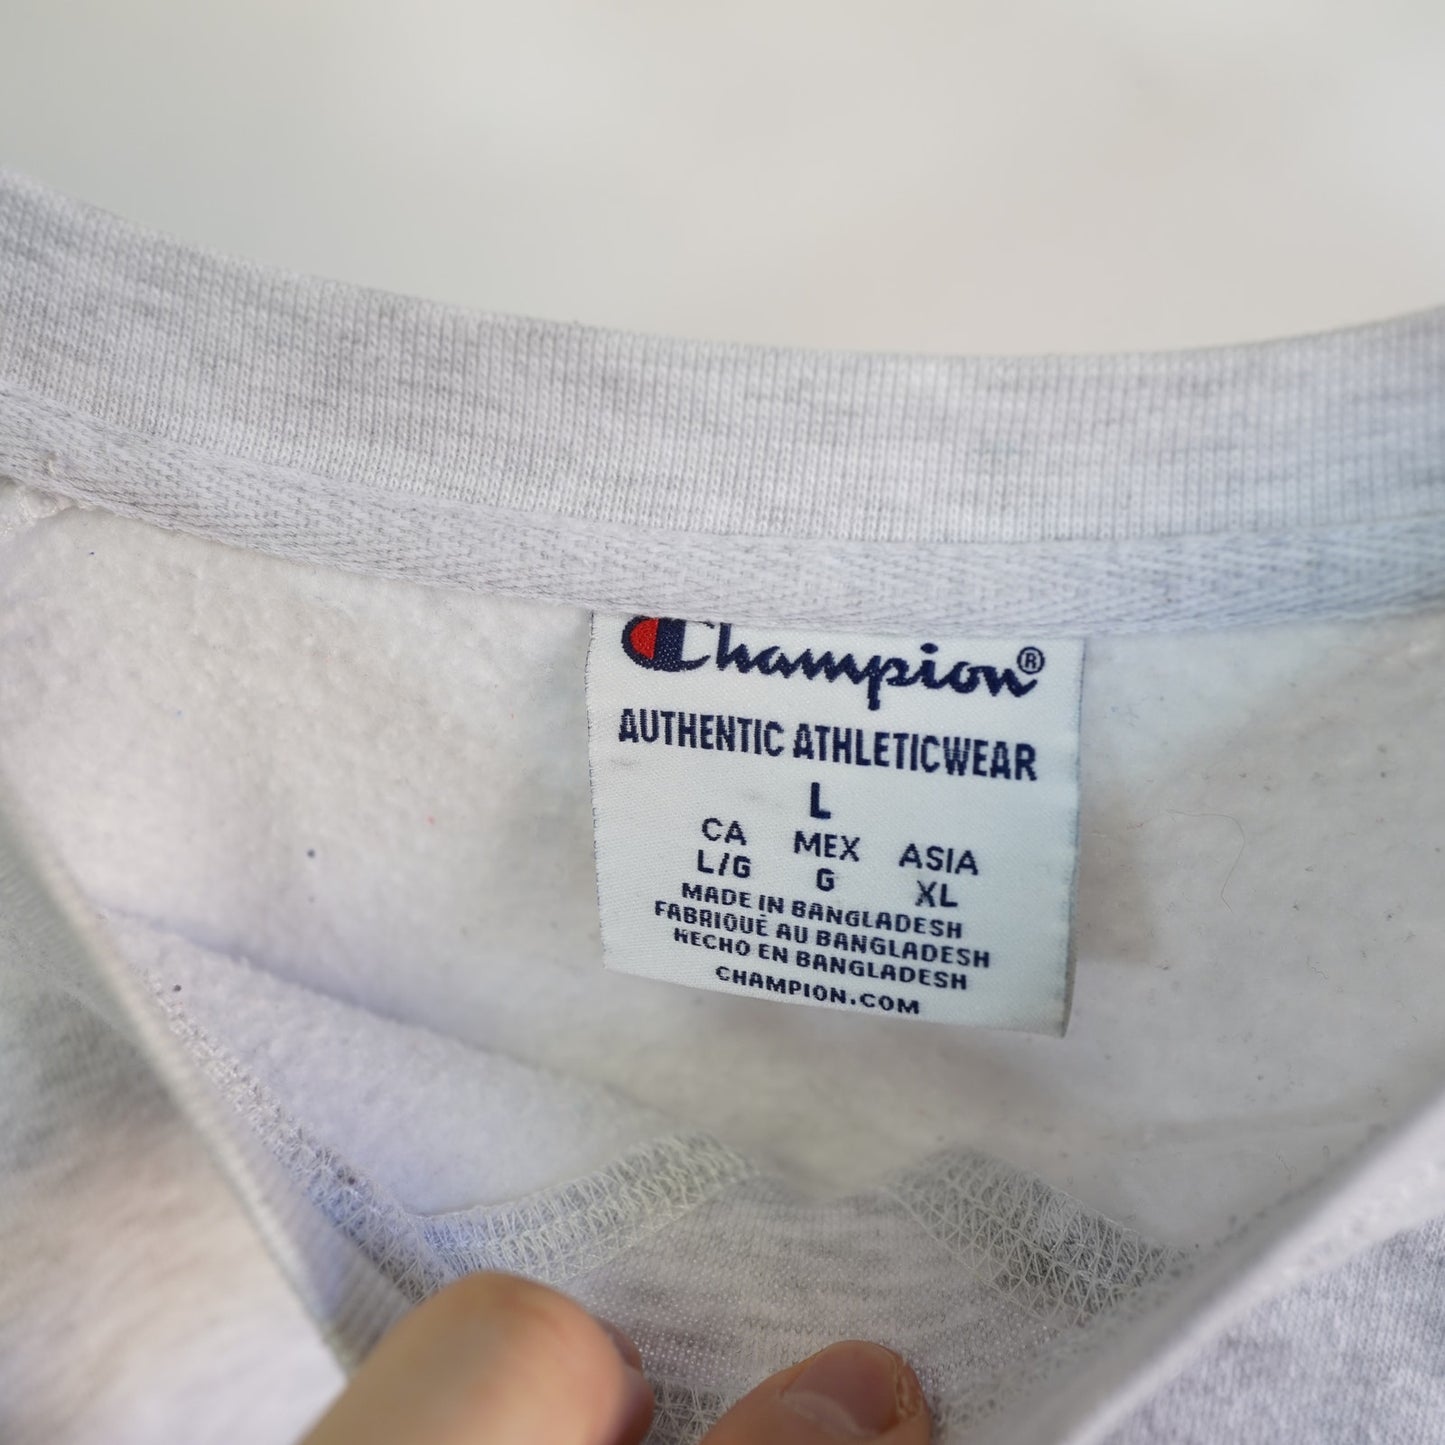 Champion®
AUTHENTIC ATHLETICWEAR
L
CA MEX ASIA
L/G G XL
MADE IN BANGLADESH
FABRIQUÉ AU BANGLADESH
HECHO EN BANGLADESH
CHAMPION.COM